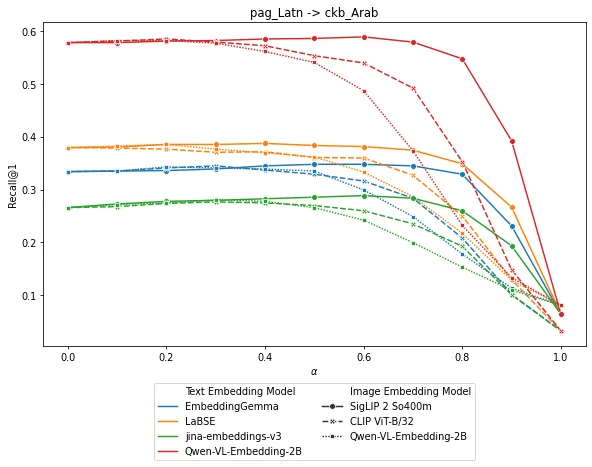 pag_Latn -> ckb_Arab
Recall@1
0.6
0.5
0.4
0.3
0.2
0.1
0.0 0.2 0.4 0.6 0.8 1.0
α
Text Embedding Model Image Embedding Model
EmbeddingGemma SigLIP 2 So400m
LaBSE CLIP ViT-B/32
jina-embeddings-v3 Qwen-VL-Embedding-2B
Qwen-VL-Embedding-2B